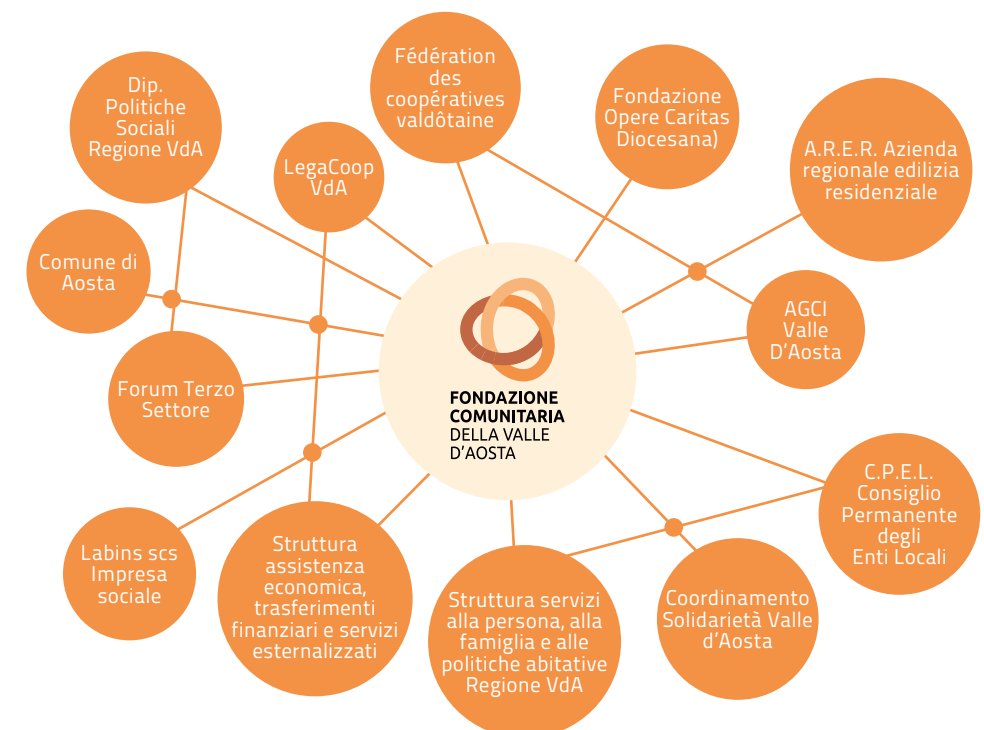 Fédération
des
coopératives
valdôtaine
Dip.
Politiche
Sociali
Regione VdA
Fondazione
Opere Caritas
Diocesana)
LegaCoop
VdA
A.R.E.R. Azienda
regionale edilizia
residenziale
Comune di
Aosta
AGCI
Valle
D'Aosta
Forum Terzo
Settore
FONDAZIONE
COMUNITARIA
DELLA VALLE
D'AOSTA
C.P.E.L.
Consiglio
Permanente
degli
Enti Locali
Labins scs
Impresa
sociale
Struttura
assistenza
economica,
trasferimenti
finanziari e servizi
esternalizzati
Struttura servizi
alla persona, alla
famiglia e alle
politiche abitative
Regione VdA
Coordinamento
Solidarietà Valle
d'Aosta